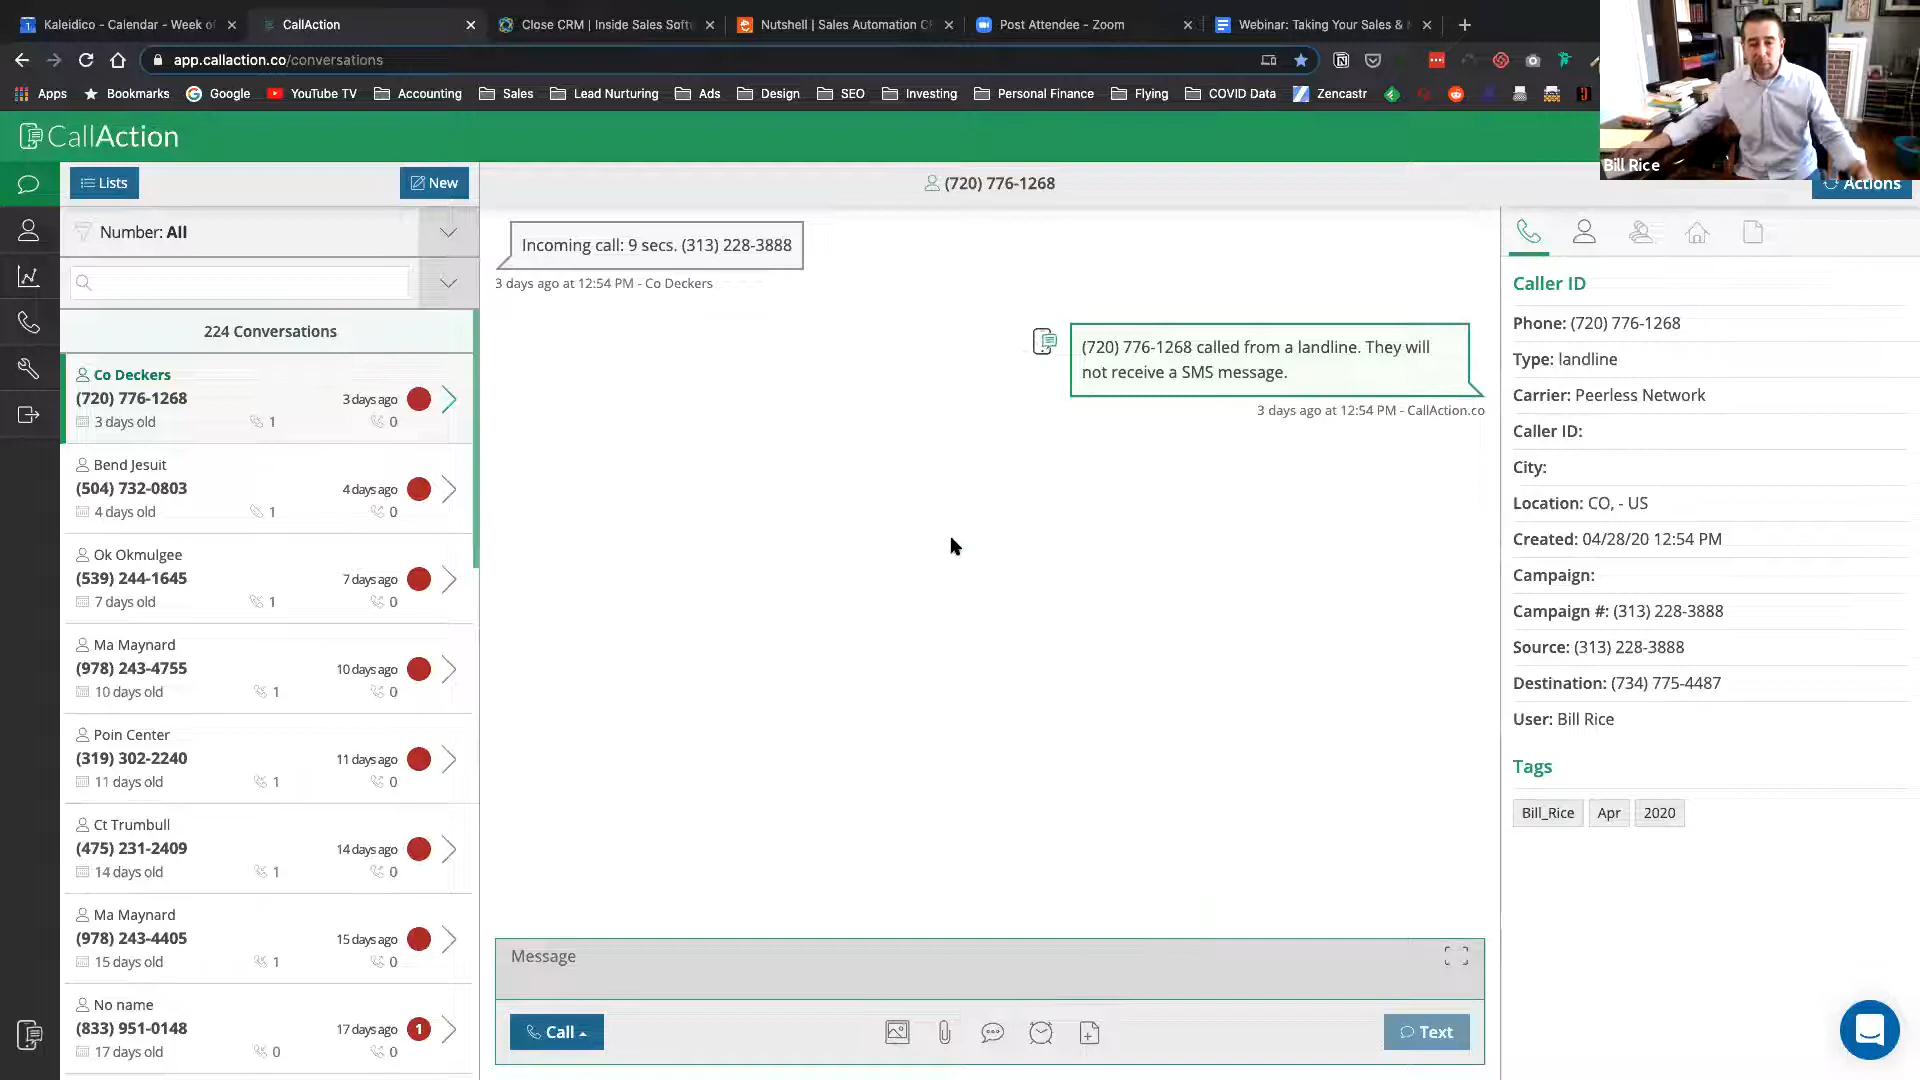 Kaleidico - Calendar - Week of
CallAction
Close CRM | Inside Sales Soft
Nutshell | Sales Automation C
Post Attendee - Zoom
Webinar: Taking Your Sales &
app.callaction.co/conversations
Apps
Bookmarks
Google
YouTube TV
Accounting
Sales
Lead Nurturing
Ads
Design
SEO
Investing
Personal Finance
Flying
COVID Data
Zencastr
CallAction
Bill Rice
Lists
New
(720) 776-1268
Actions
Number: All
224 Conversations
Co Deckers
(720) 776-1268
3 days ago
3 days old
1
0
Bend Jesuit
(504) 732-0803
4 days ago
4 days old
1
0
Ok Okmulgee
(539) 244-1645
7 days ago
7 days old
1
0
Ma Maynard
(978) 243-4755
10 days ago
10 days old
1
0
Poin Center
(319) 302-2240
11 days ago
11 days old
1
0
Ct Trumbull
(475) 231-2409
14 days ago
14 days old
1
0
Ma Maynard
(978) 243-4405
15 days ago
15 days old
1
0
No name
(833) 951-0148
17 days ago
1
17 days old
0
0
Incoming call: 9 secs. (313) 228-3888
3 days ago at 12:54 PM - Co Deckers
(720) 776-1268 called from a landline. They will
not receive a SMS message.
3 days ago at 12:54 PM - CallAction.co
Message
Call
Text
Caller ID
Phone: (720) 776-1268
Type: landline
Carrier: Peerless Network
Caller ID:
City:
Location: CO, - US
Created: 04/28/20 12:54 PM
Campaign:
Campaign #: (313) 228-3888
Source: (313) 228-3888
Destination: (734) 775-4487
User: Bill Rice
Tags
Bill_Rice
Apr
2020